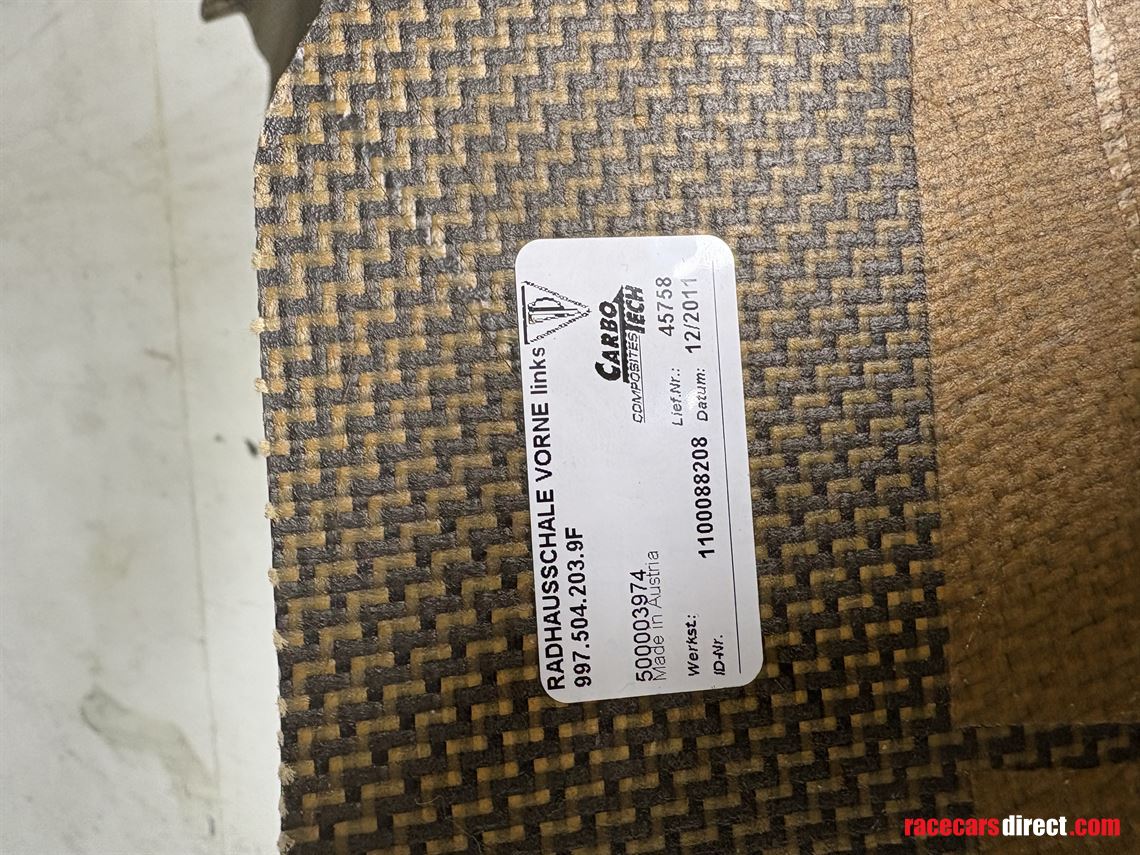 RADHAUSSCHALE VORNE links
997.504.203.9F
CARBO
TECH
COMPOSITES
500003974
Made in Austria
Lief.Nr.: 45758
Werkst.: 1100088208 Datum: 12/2011
ID-Nr.
racecarsdirect.com